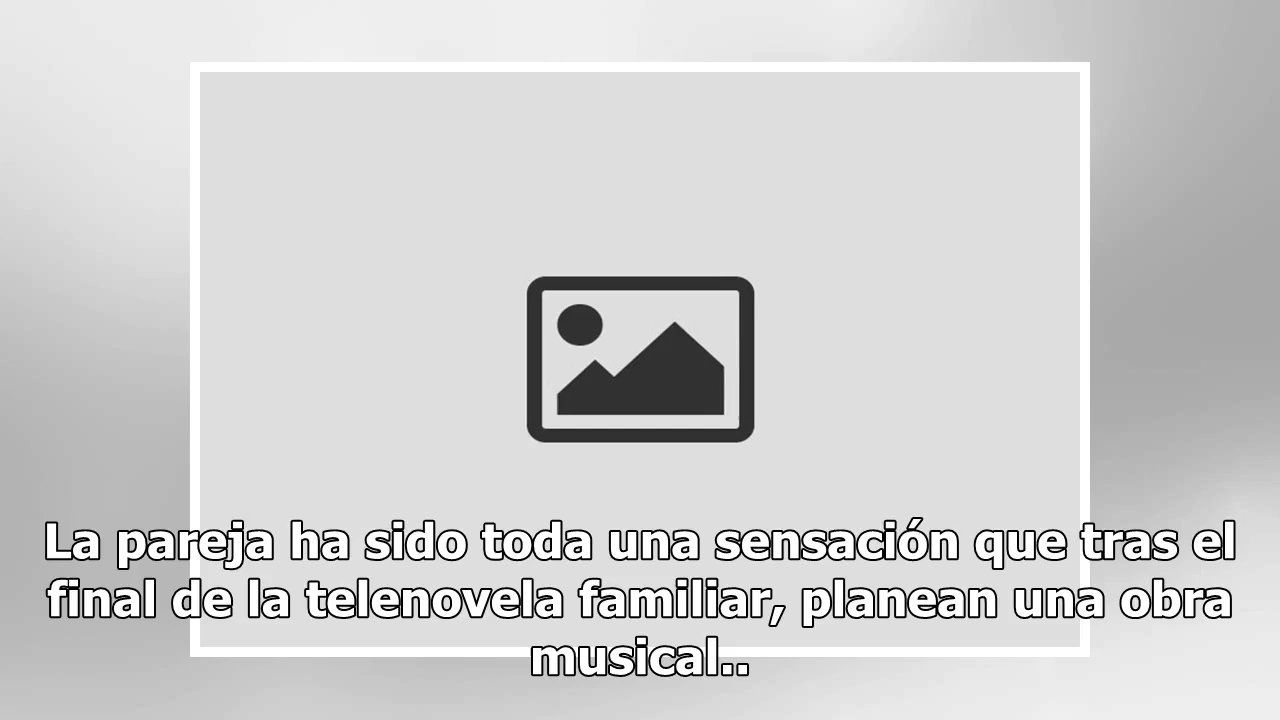 La pareja ha sido toda una sensación que tras el
final de la telenovela familiar, planean una obra
musical..